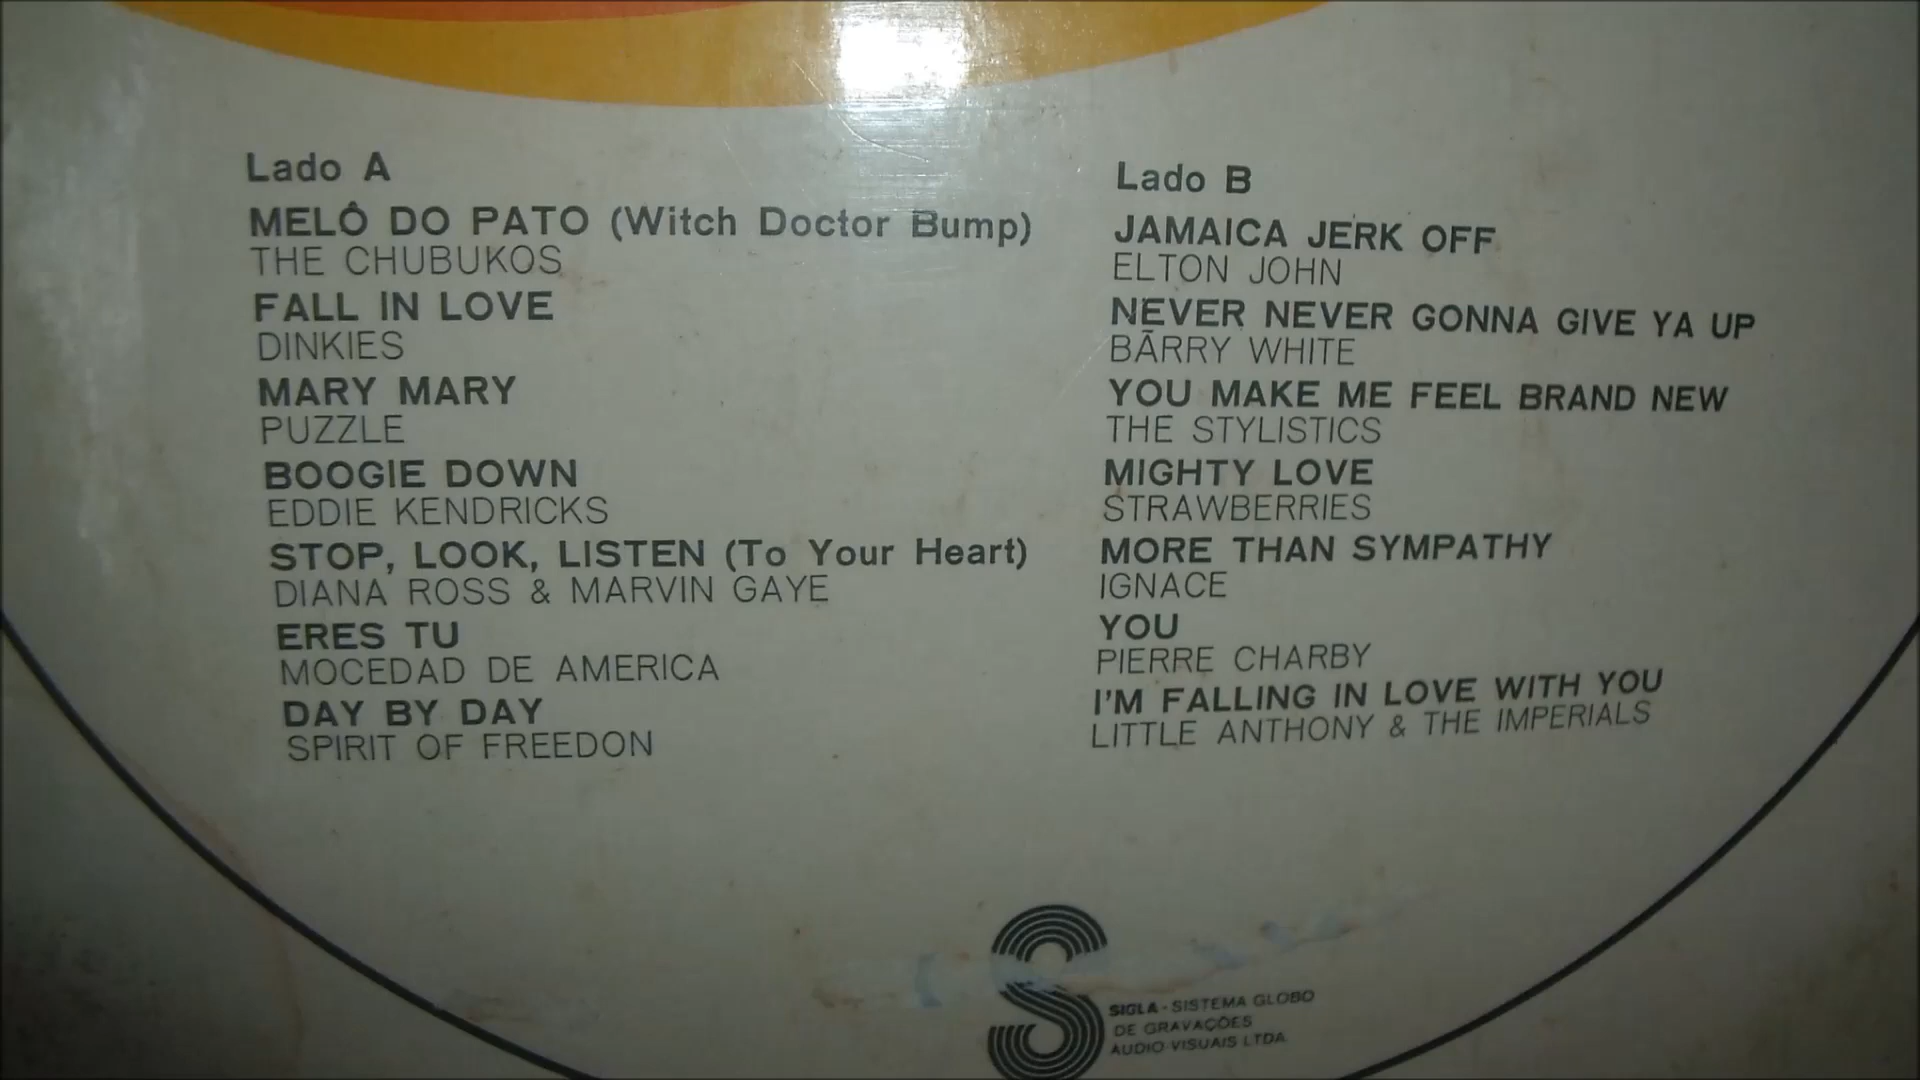 Lado A
MELÔ DO PATO (Witch Doctor Bump)
THE CHUBUKOS
FALL IN LOVE
DINKIES
MARY MARY
PUZZLE
BOOGIE DOWN
EDDIE KENDRICKS
STOP, LOOK, LISTEN (To Your Heart)
DIANA ROSS & MARVIN GAYE
ERES TU
MOCEDAD DE AMERICA
DAY BY DAY
SPIRIT OF FREEDON
Lado B
JAMAICA JERK OFF
ELTON JOHN
NEVER NEVER GONNA GIVE YA UP
BÃRRY WHITE
YOU MAKE ME FEEL BRAND NEW
THE STYLISTICS
MIGHTY LOVE
STRAWBERRIES
MORE THAN SYMPATHY
IGNACE
YOU
PIERRE CHARBY
I'M FALLING IN LOVE WITH YOU
LITTLE ANTHONY & THE IMPERIALS
SIGLA - SISTEMA GLOBO
DE GRAVAÇÕES
AUDIO VISUAIS LTDA